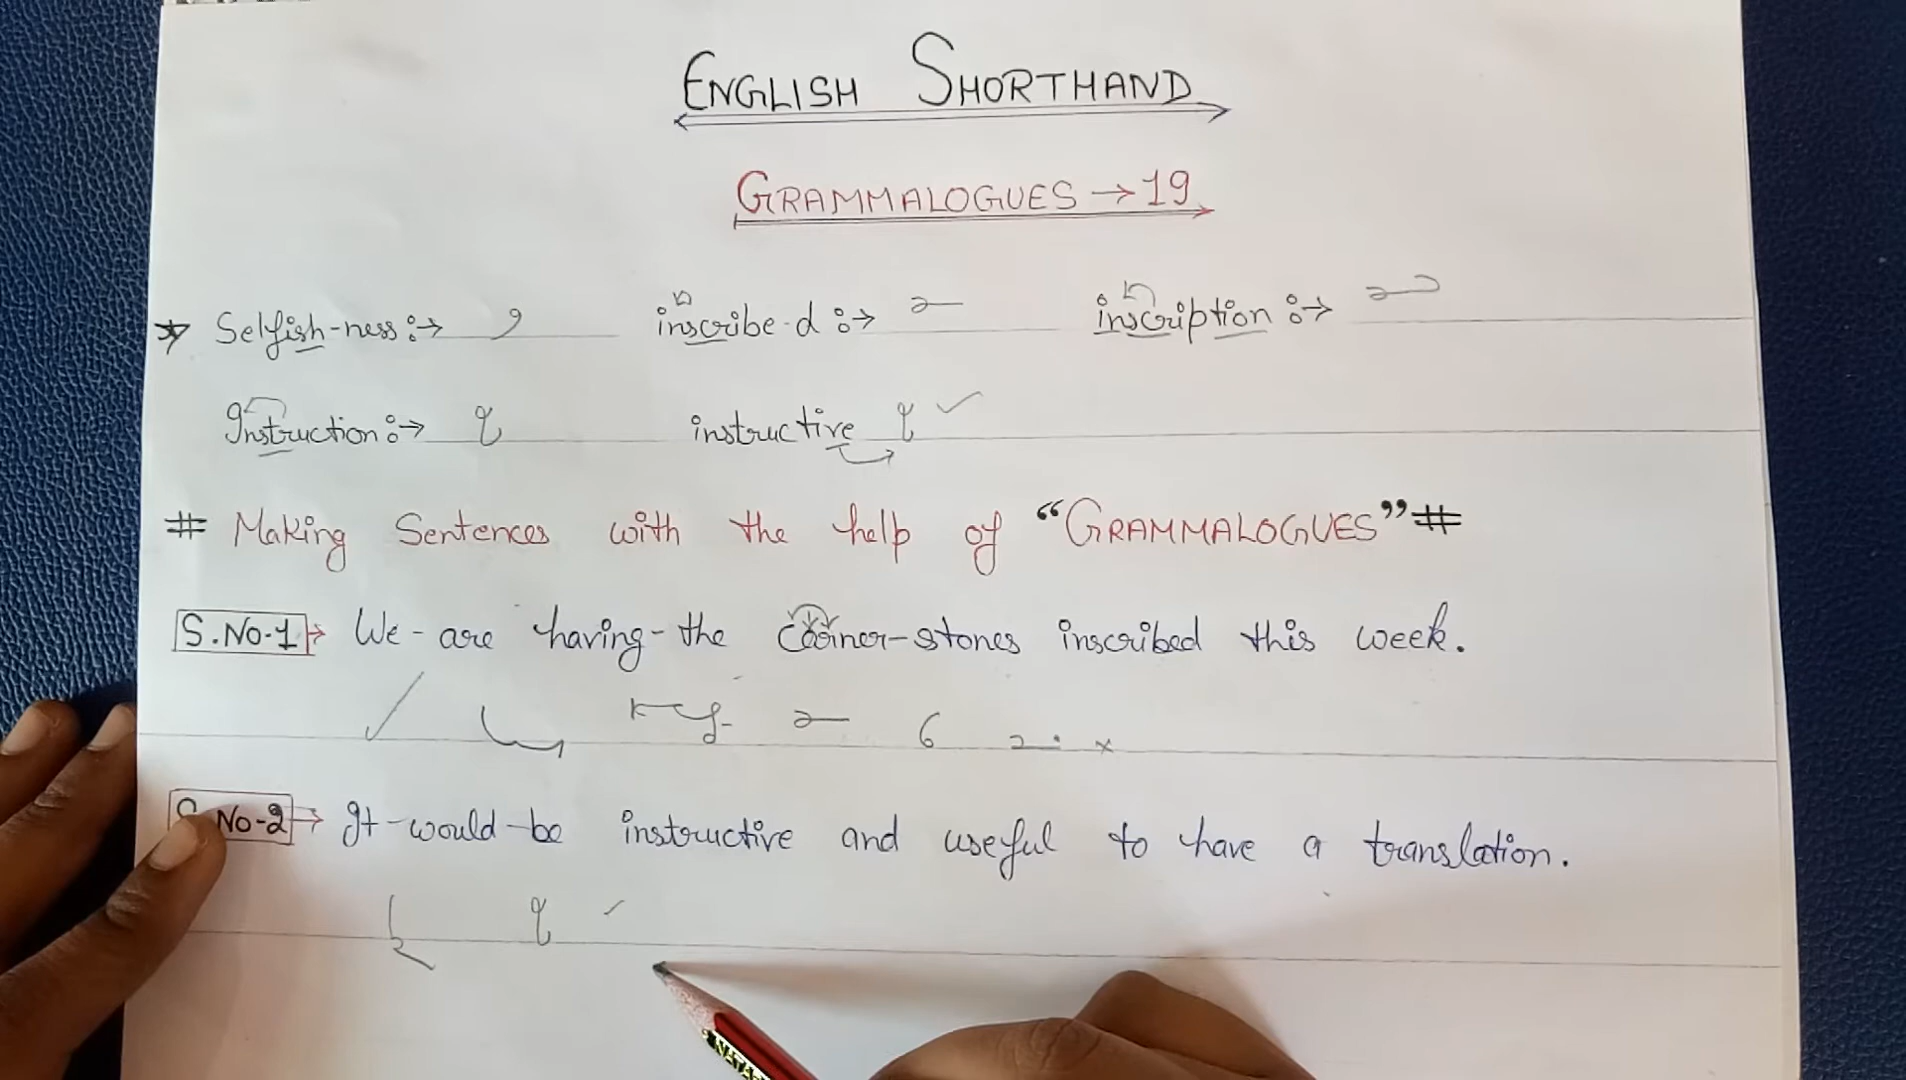 ENGLISH SHORTHAND
GRAMMALOGUES → 19
Selfish-ness :→ inscribe-d :→ inscription :→
Instruction :→ instructive
# Making Sentences with the help of “GRAMMALOGUES” #
S.No-1 → We-are having-the Corner-stones inscribed this week.
S.No-2 → It-would-be instructive and useful to have a translation.
NATA